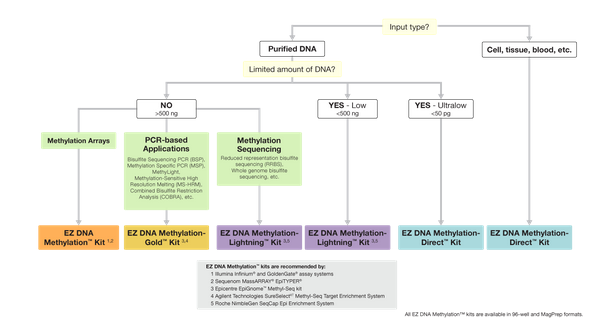 Input type?
Purified DNA
Cell, tissue, blood, etc.
Limited amount of DNA?
NO
>500 ng
YES - Low
<500 ng
YES - Ultralow
<50 pg
Methylation Arrays
PCR-based
Applications
Bisulfite Sequencing PCR (BSP),
Methylation Specific PCR (MSP),
MethyLight,
Methylation-Sensitive High
Resolution Melting (MS-HRM),
Combined Bisulfite Restriction
Analysis (COBRA), etc.
Methylation
Sequencing
Reduced representation bisulfite
sequencing (RRBS),
Whole genome bisulfite
sequencing, etc.
EZ DNA
Methylation™ Kit 1,2
EZ DNA Methylation-
Gold™ Kit 3,4
EZ DNA Methylation-
Lightning™ Kit 3,5
EZ DNA Methylation-
Lightning™ Kit 3,5
EZ DNA Methylation-
Direct™ Kit
EZ DNA Methylation-
Direct™ Kit
EZ DNA Methylation™ kits are recommended by:
1 Illumina Infinium® and GoldenGate® assay systems
2 Sequenom MassARRAY® EpiTYPER®
3 Epicentre EpiGnome™ Methyl-Seq kit
4 Agilent Technologies SureSelectXT Methyl-Seq Target Enrichment System
5 Roche NimbleGen SeqCap Epi Enrichment System
All EZ DNA Methylation™ kits are available in 96-well and MagPrep formats.